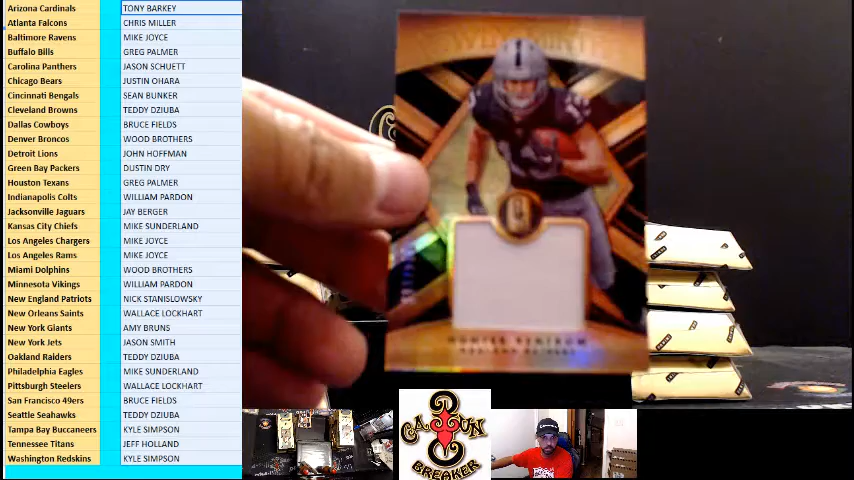 Arizona Cardinals TONY BARKEY
Atlanta Falcons CHRIS MILLER
Baltimore Ravens MIKE JOYCE
Buffalo Bills GREG PALMER
Carolina Panthers JASON SCHUETT
Chicago Bears JUSTIN OHARA
Cincinnati Bengals SEAN BUNKER
Cleveland Browns TEDDY DZIUBA
Dallas Cowboys BRUCE FIELDS
Denver Broncos WOOD BROTHERS
Detroit Lions JOHN HOFFMAN
Green Bay Packers DUSTIN DRY
Houston Texans GREG PALMER
Indianapolis Colts WILLIAM PARDON
Jacksonville Jaguars JAY BERGER
Kansas City Chiefs MIKE SUNDERLAND
Los Angeles Chargers MIKE JOYCE
Los Angeles Rams MIKE JOYCE
Miami Dolphins WOOD BROTHERS
Minnesota Vikings WILLIAM PARDON
New England Patriots NICK STANISLOWSKY
New Orleans Saints WALLACE LOCKHART
New York Giants AMY BRUNS
New York Jets JASON SMITH
Oakland Raiders TEDDY DZIUBA
Philadelphia Eagles MIKE SUNDERLAND
Pittsburgh Steelers WALLACE LOCKHART
San Francisco 49ers BRUCE FIELDS
Seattle Seahawks TEDDY DZIUBA
Tampa Bay Buccaneers KYLE SIMPSON
Tennessee Titans JEFF HOLLAND
Washington Redskins KYLE SIMPSON
HUNTER RENFROW
CAJUN
BREAKER